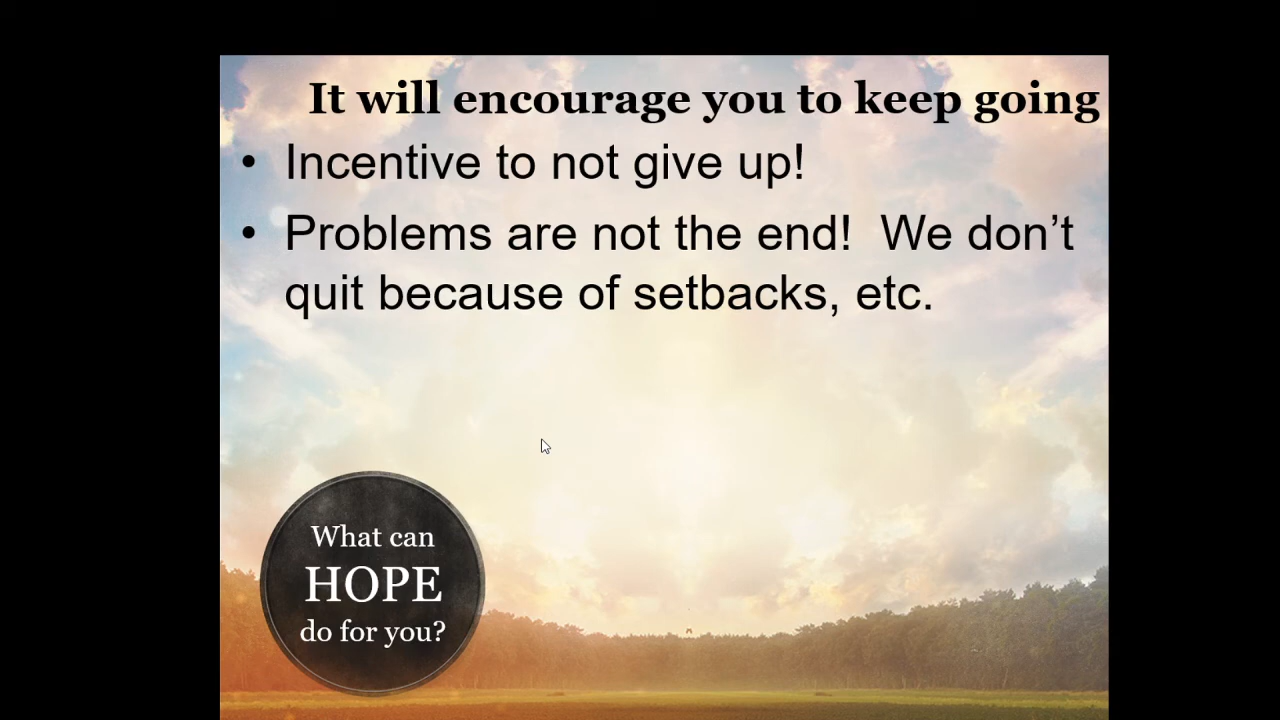 It will encourage you to keep going
• Incentive to not give up!
• Problems are not the end!  We don’t
quit because of setbacks, etc.
What can
HOPE
do for you?